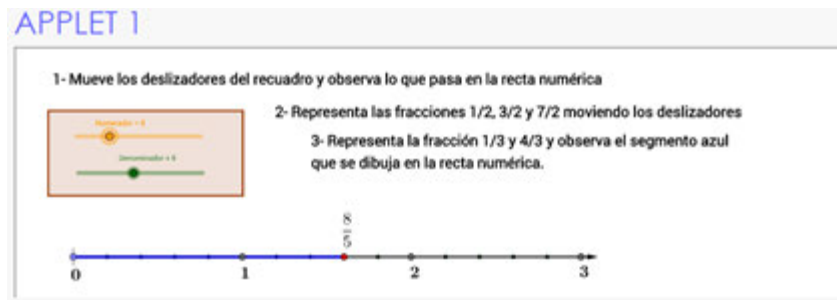 APPLET 1
1- Mueve los deslizadores del recuadro y observa lo que pasa en la recta numérica
2- Representa las fracciones 1/2, 3/2 y 7/2 moviendo los deslizadores
3- Representa la fracción 1/3 y 4/3 y observa el segmento azul
que se dibuja en la recta numérica.
Numerador = 8
8
5
0 1 2 3